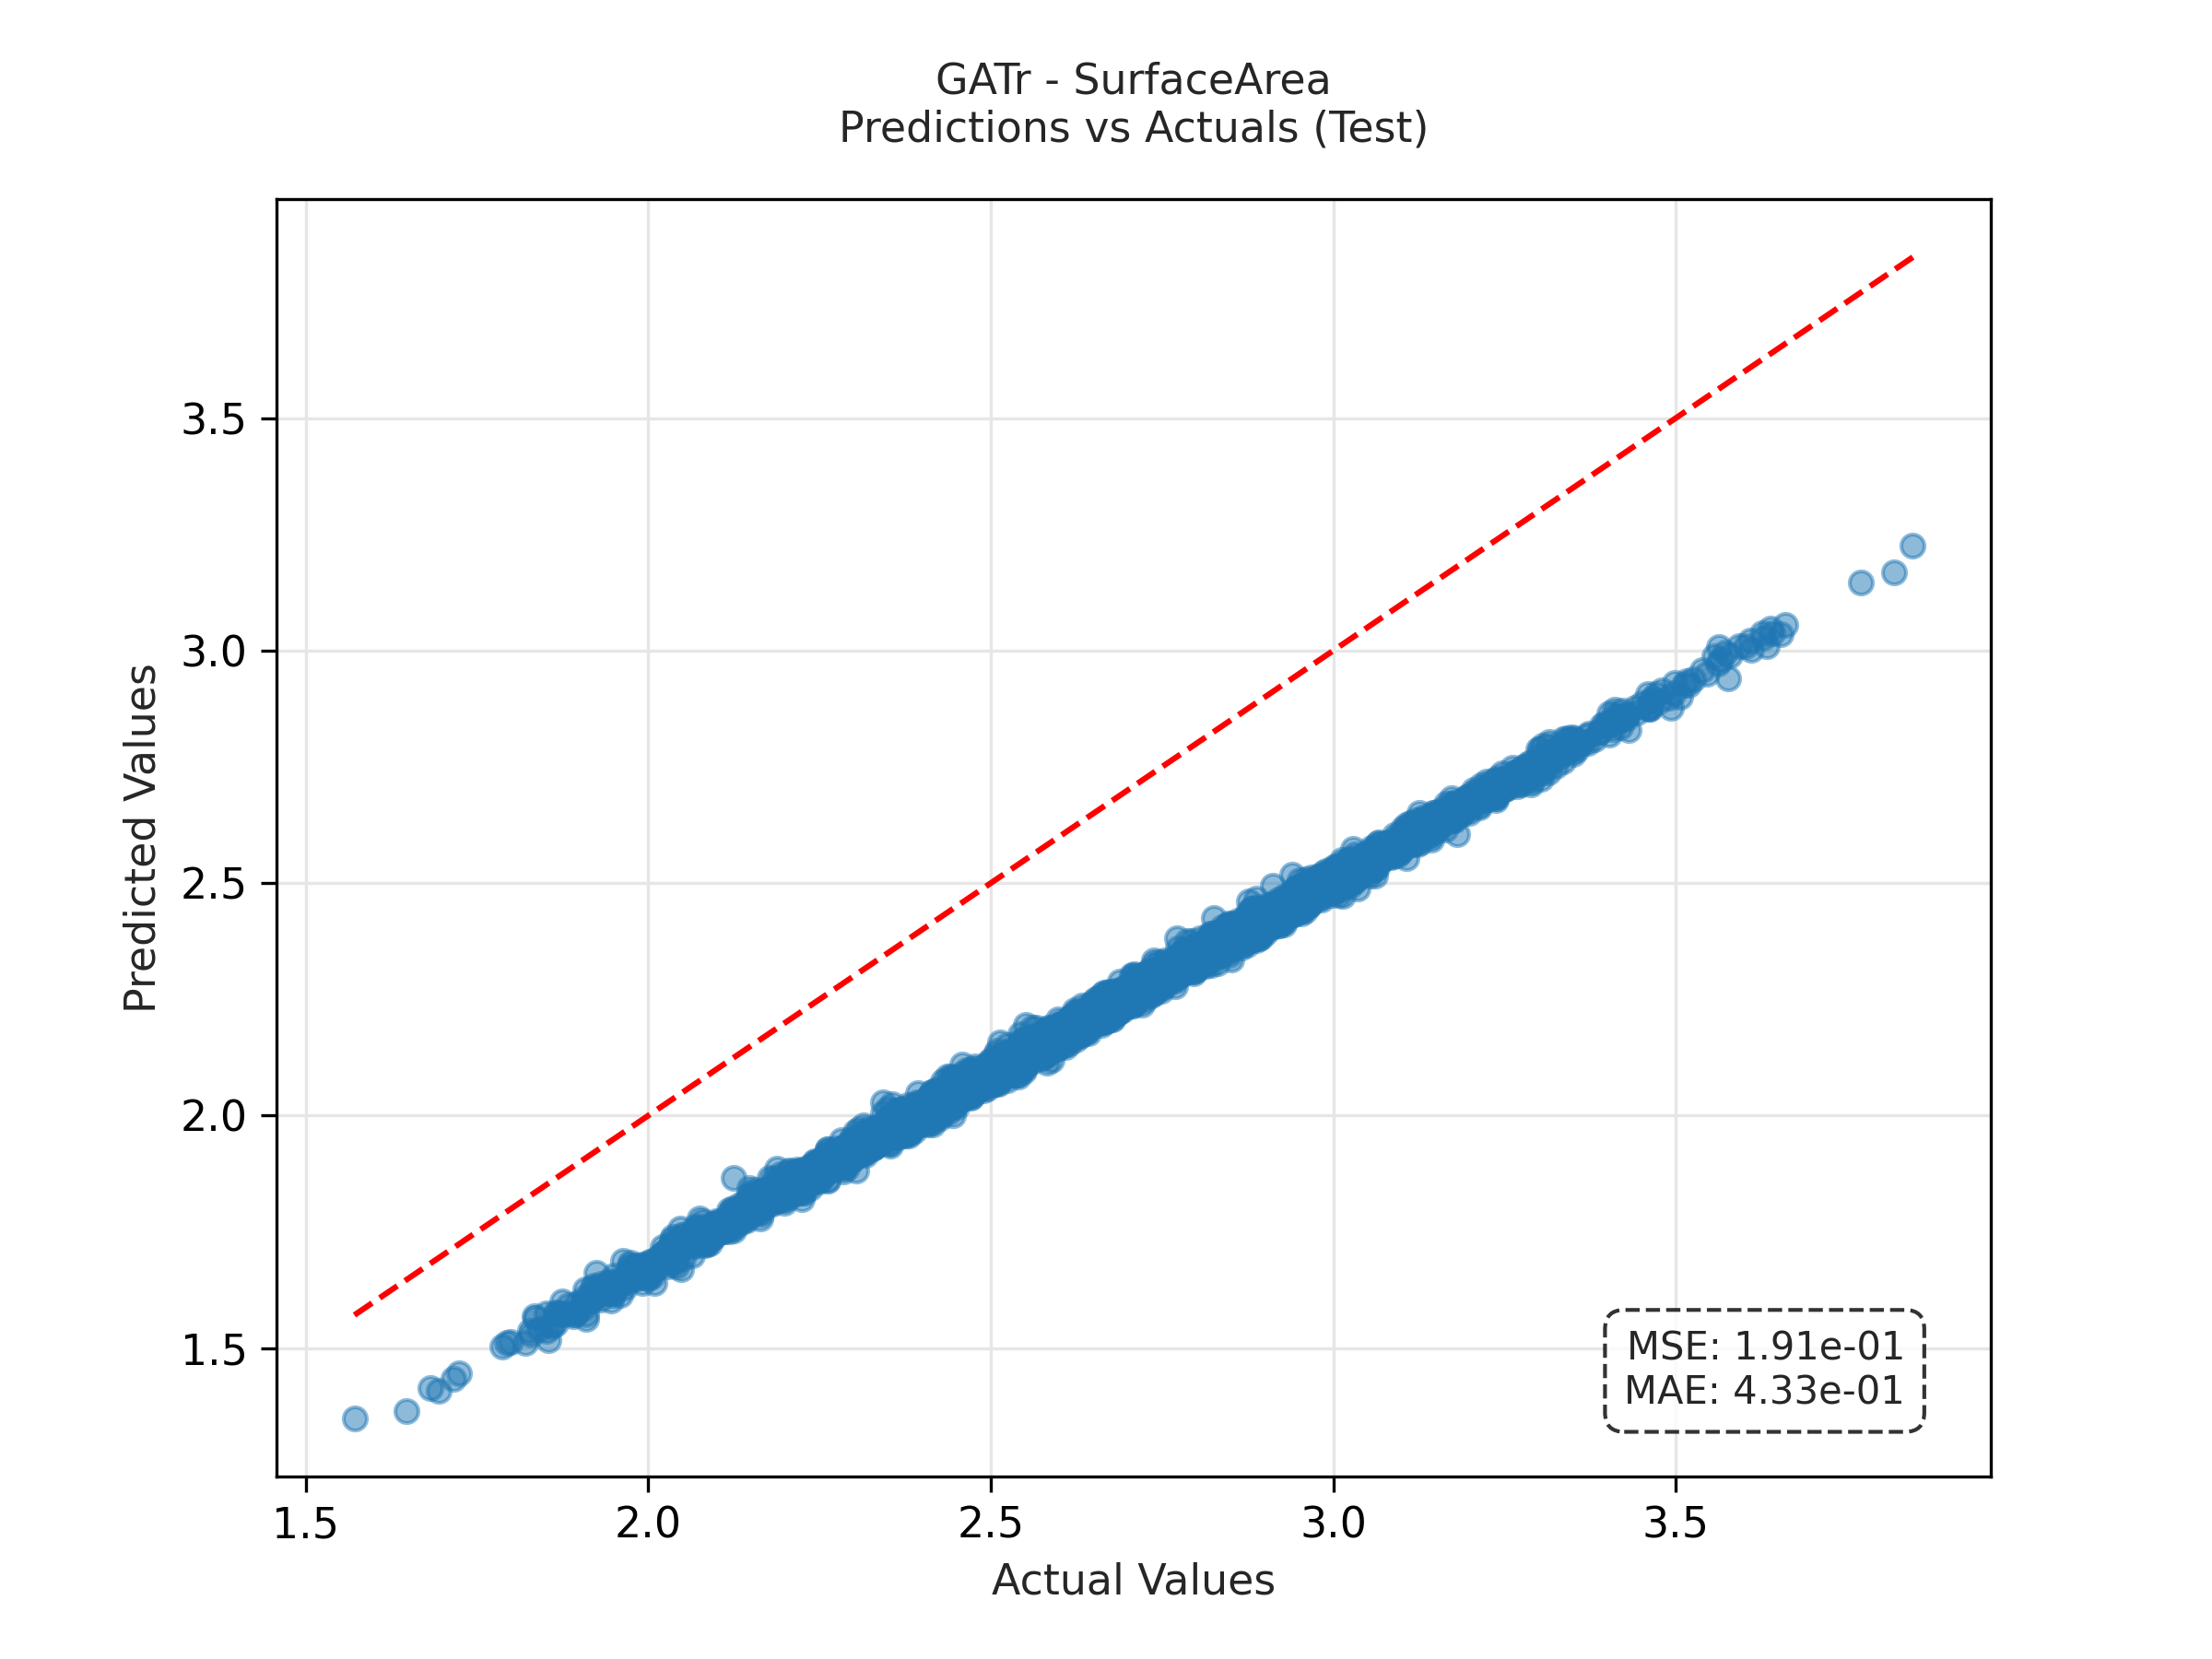 GATr - SurfaceArea
Predictions vs Actuals (Test)
Predicted Values
3.5
3.0
2.5
2.0
1.5
MSE: 1.91e-01
MAE: 4.33e-01
1.5
2.0
2.5
3.0
3.5
Actual Values